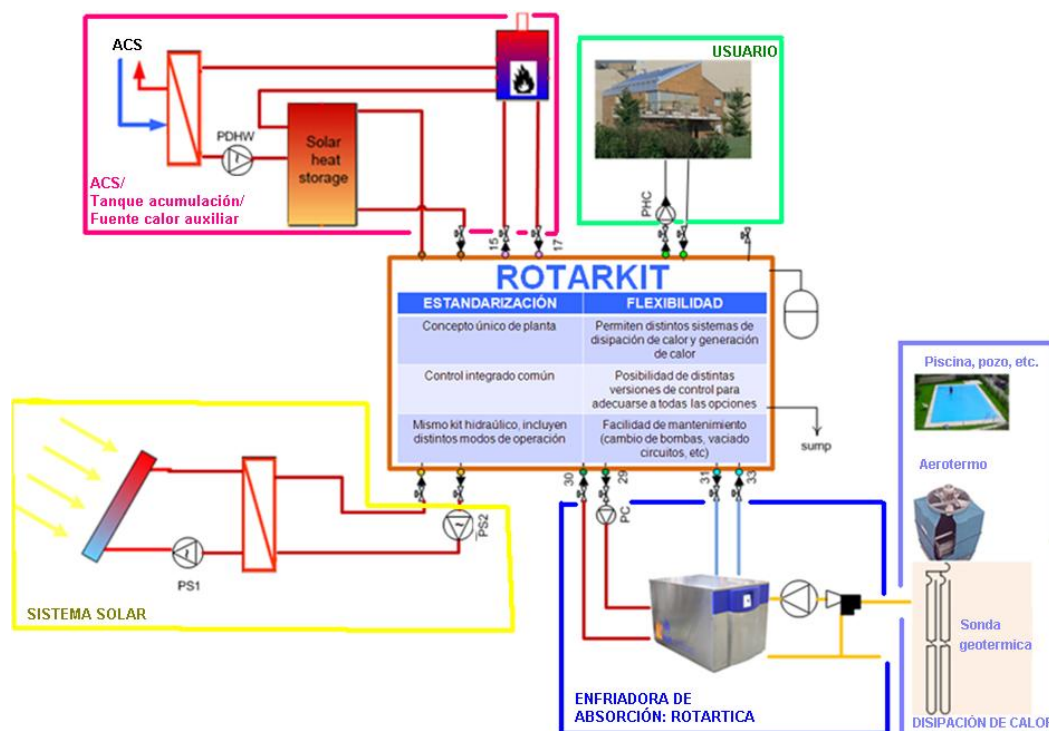 ACS
PDHW
Solar
heat
storage
ACS/
Tanque acumulación/
Fuente calor auxiliar
15
17
USUARIO
PHC
ROTARKIT
ESTANDARIZACIÓN
FLEXIBILIDAD
Concepto único de planta
Permiten distintos sistemas de
disipación de calor y generación
de calor
Control integrado común
Posibilidad de distintas
versiones de control para
adecuarse a todas las opciones
Mismo kit hidraúlico, incluyen
distintos modos de operación
Facilidad de mantenimiento
(cambio de bombas, vaciado
circuitos, etc)
sump
30
29
31
33
PC
PS2
PS1
SISTEMA SOLAR
ENFRIADORA DE
ABSORCIÓN: ROTARTICA
Piscina, pozo, etc.
Aerotermo
Sonda
geotermica
DISIPACIÓN DE CALOR